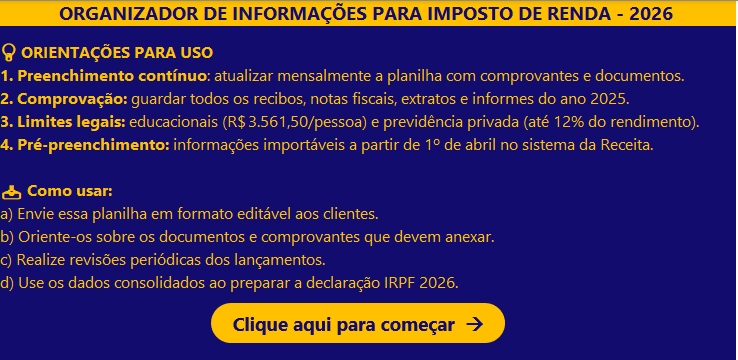 ORGANIZADOR DE INFORMAÇÕES PARA IMPOSTO DE RENDA - 2026
ORIENTAÇÕES PARA USO
1. Preenchimento contínuo: atualizar mensalmente a planilha com comprovantes e documentos.
2. Comprovação: guardar todos os recibos, notas fiscais, extratos e informes do ano 2025.
3. Limites legais: educacionais (R$ 3.561,50/pessoa) e previdência privada (até 12% do rendimento).
4. Pré-preenchimento: informações importáveis a partir de 1º de abril no sistema da Receita.
Como usar:
a) Envie essa planilha em formato editável aos clientes.
b) Oriente-os sobre os documentos e comprovantes que devem anexar.
c) Realize revisões periódicas dos lançamentos.
d) Use os dados consolidados ao preparar a declaração IRPF 2026.
Clique aqui para começar →